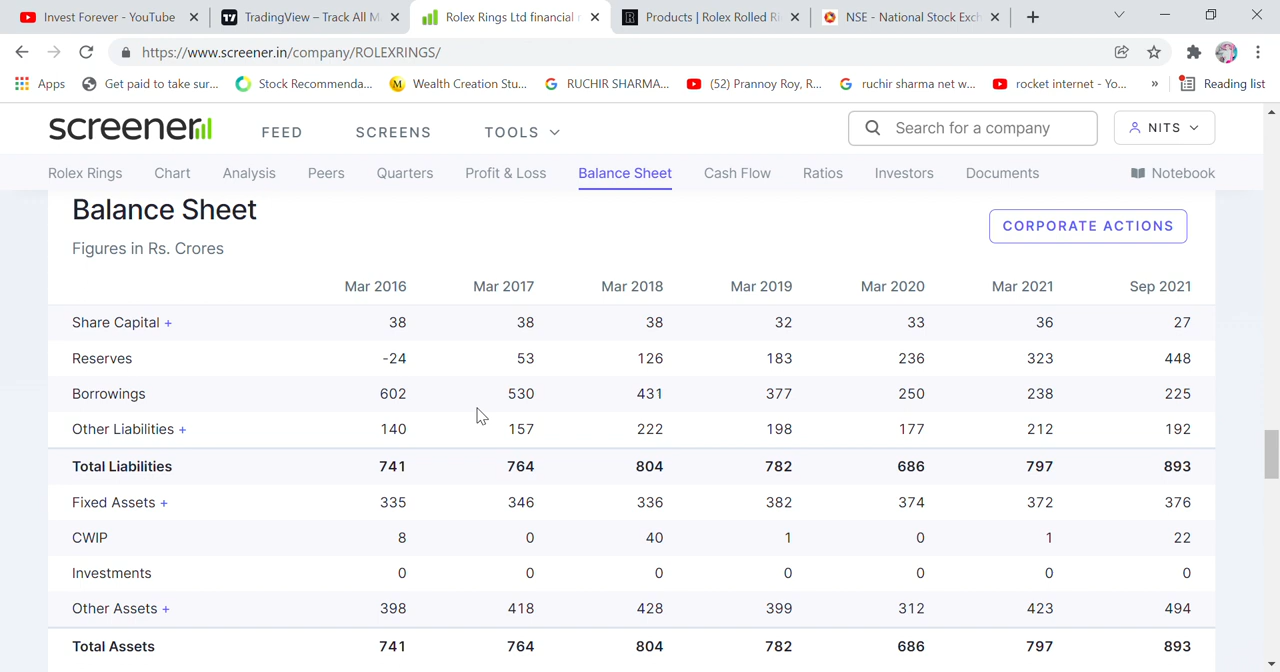 Invest Forever - YouTube TradingView – Track All M Rolex Rings Ltd financial Products | Rolex Rolled Ri NSE - National Stock Exch
https://www.screener.in/company/ROLEXRINGS/
Apps Get paid to take sur... Stock Recommenda... Wealth Creation Stu... RUCHIR SHARMA... (52) Prannoy Roy, R... ruchir sharma net w... rocket internet - Yo... » Reading list
screener FEED SCREENS TOOLS Search for a company NITS
Rolex Rings Chart Analysis Peers Quarters Profit & Loss Balance Sheet Cash Flow Ratios Investors Documents Notebook
Balance Sheet
CORPORATE ACTIONS
Figures in Rs. Crores
Mar 2016 Mar 2017 Mar 2018 Mar 2019 Mar 2020 Mar 2021 Sep 2021
Share Capital + 38 38 38 32 33 36 27
Reserves -24 53 126 183 236 323 448
Borrowings 602 530 431 377 250 238 225
Other Liabilities + 140 157 222 198 177 212 192
Total Liabilities 741 764 804 782 686 797 893
Fixed Assets + 335 346 336 382 374 372 376
CWIP 8 0 40 1 0 1 22
Investments 0 0 0 0 0 0 0
Other Assets + 398 418 428 399 312 423 494
Total Assets 741 764 804 782 686 797 893